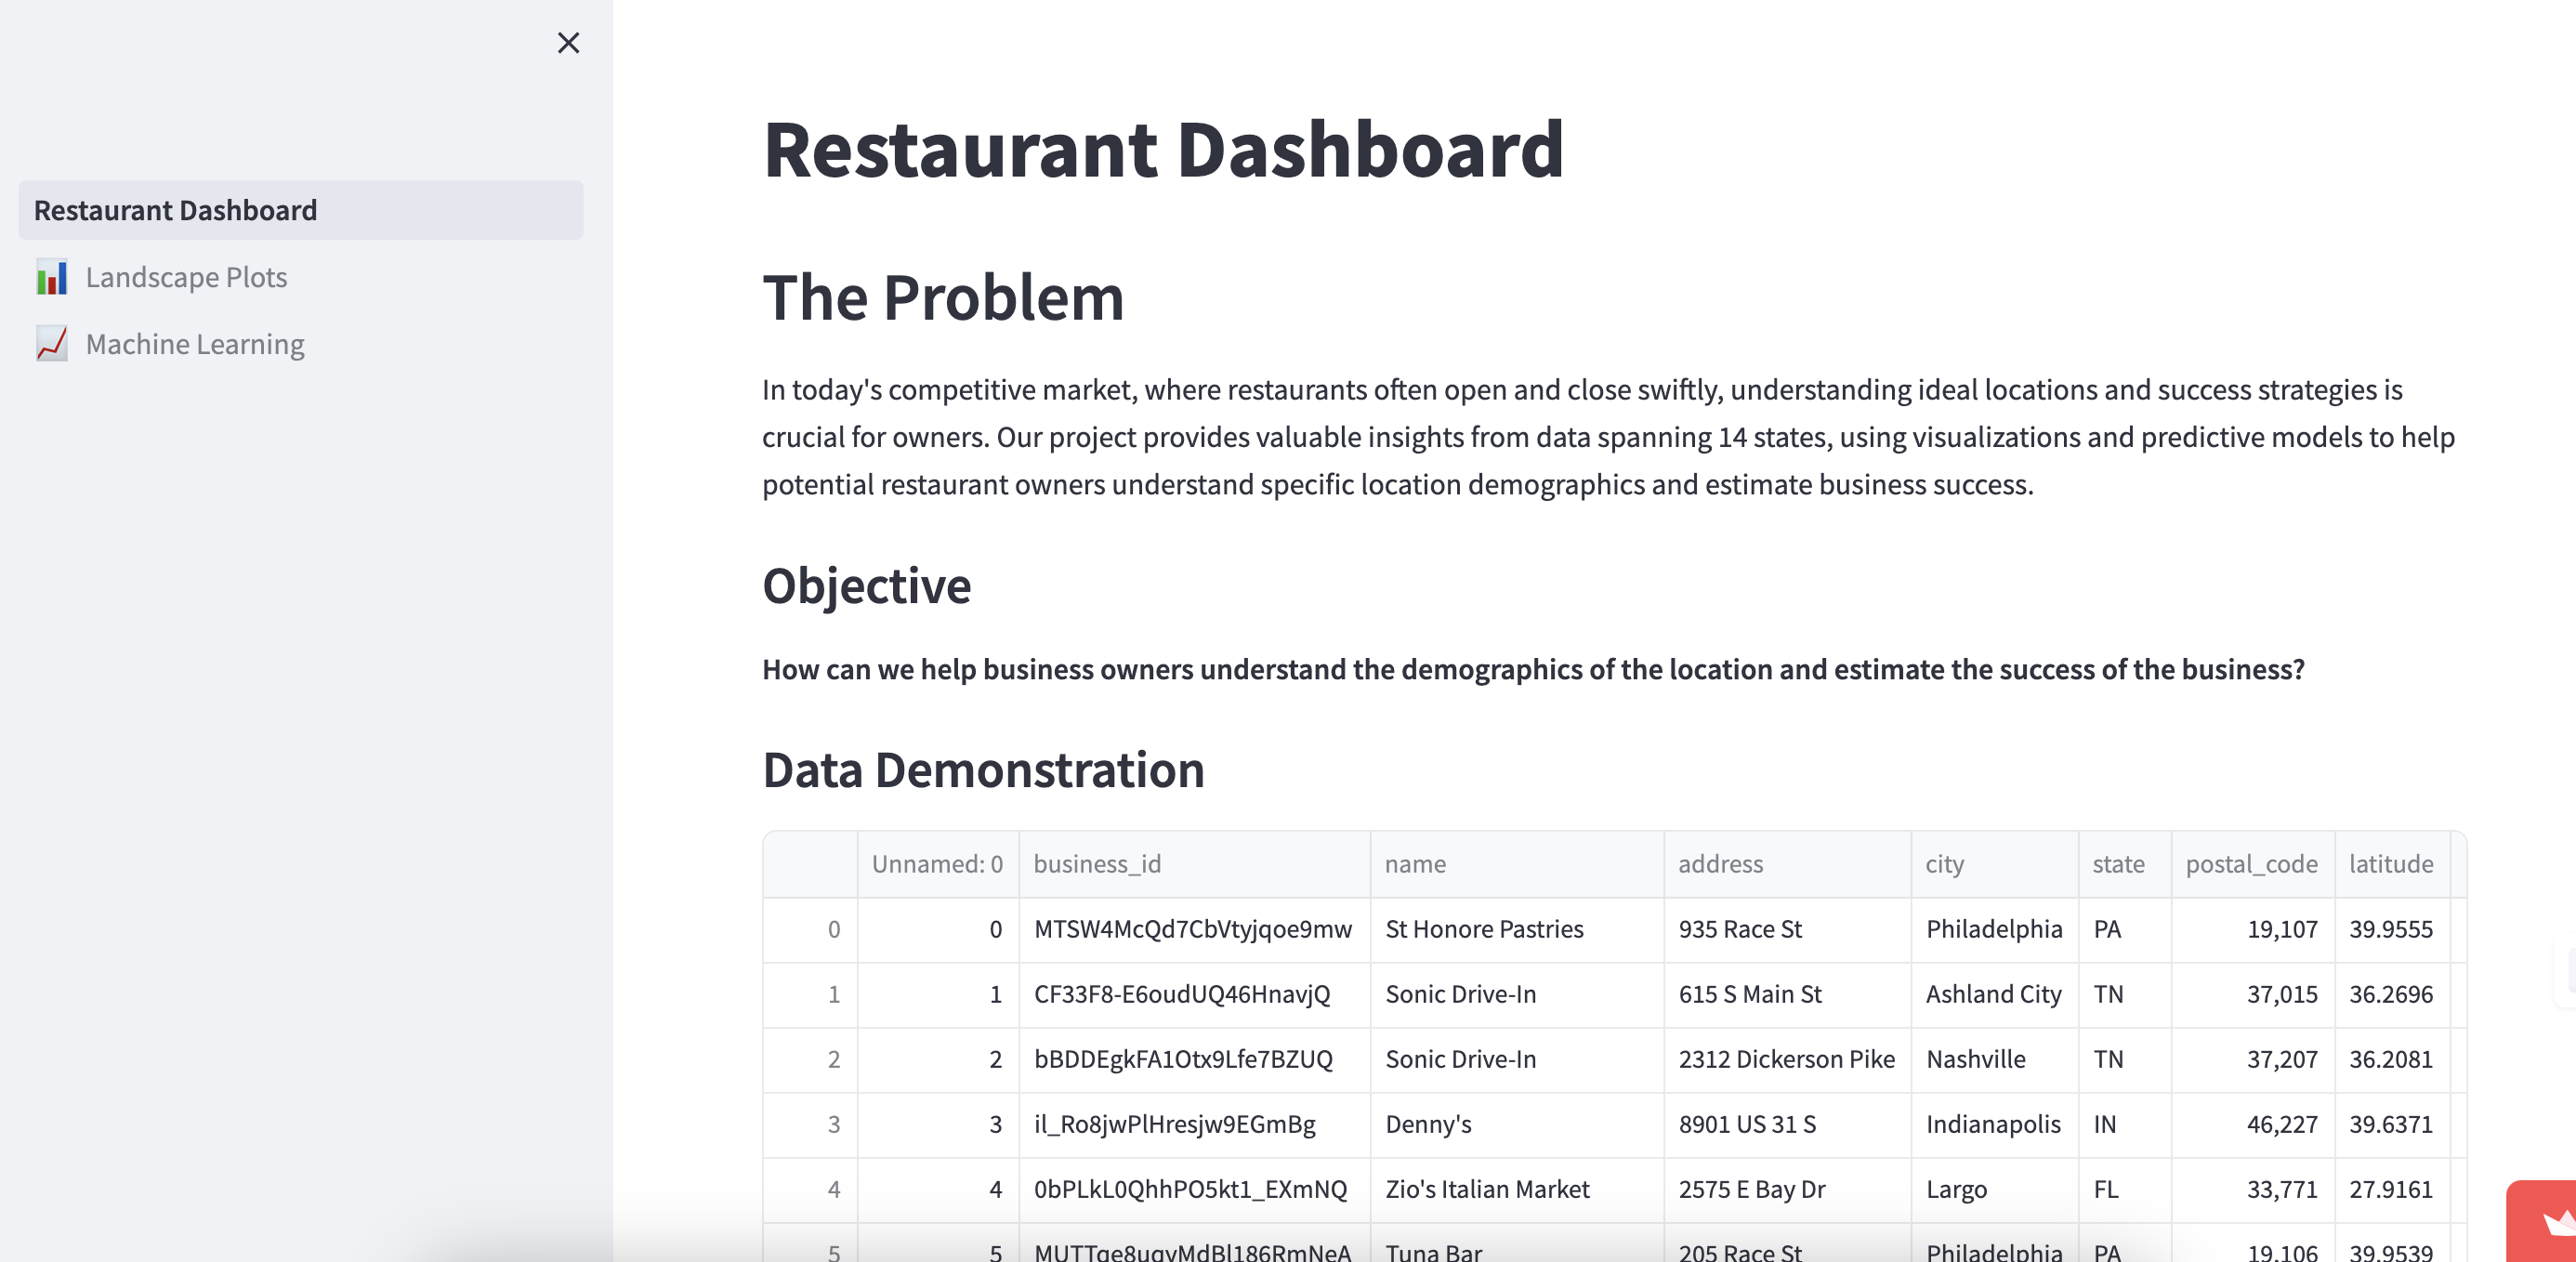 Restaurant Dashboard
Landscape Plots
Machine Learning
Restaurant Dashboard
The Problem
In today's competitive market, where restaurants often open and close swiftly, understanding ideal locations and success strategies is
crucial for owners. Our project provides valuable insights from data spanning 14 states, using visualizations and predictive models to help
potential restaurant owners understand specific location demographics and estimate business success.
Objective
How can we help business owners understand the demographics of the location and estimate the success of the business?
Data Demonstration
Unnamed: 0 business_id name address city state postal_code latitude
0 0 MTSW4McQd7CbVtyjqoe9mw St Honore Pastries 935 Race St Philadelphia PA 19,107 39.9555
1 1 CF33F8-E6oudUQ46HnavjQ Sonic Drive-In 615 S Main St Ashland City TN 37,015 36.2696
2 2 bBDDEgkFA1Otx9Lfe7BZUQ Sonic Drive-In 2312 Dickerson Pike Nashville TN 37,207 36.2081
3 3 il_Ro8jwPlHresjw9EGmBg Denny's 8901 US 31 S Indianapolis IN 46,227 39.6371
4 4 0bPLkL0QhhPO5kt1_EXmNQ Zio's Italian Market 2575 E Bay Dr Largo FL 33,771 27.9161
5 5 MUTTqe8uqyMdBl186RmNeA Tuna Bar 205 Race St Philadelphia PA 19,106 39.9539